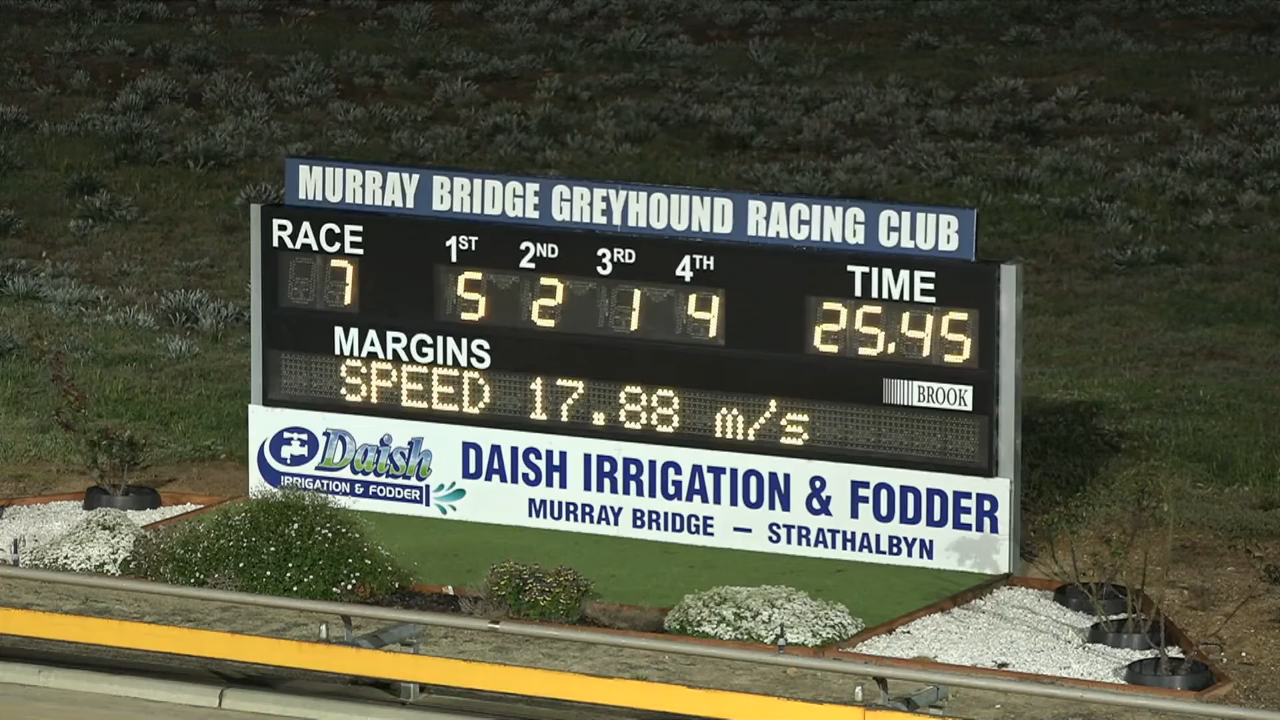 MURRAY BRIDGE GREYHOUND RACING CLUB
RACE 1ST 2ND 3RD 4TH TIME
7 5 2 1 4 25.45
MARGINS
BROOK
SPEED 17.88 m/s
Daish
IRRIGATION & FODDER
DAISH IRRIGATION & FODDER
MURRAY BRIDGE – STRATHALBYN